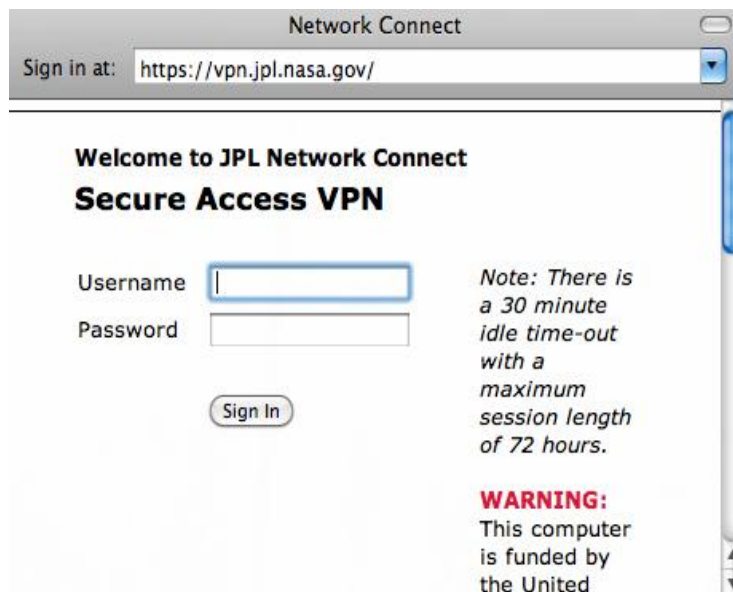 Network Connect
Sign in at: https://vpn.jpl.nasa.gov/
Welcome to JPL Network Connect
Secure Access VPN
Username
Password
Sign In
Note: There is
a 30 minute
idle time-out
with a
maximum
session length
of 72 hours.
WARNING:
This computer
is funded by
the United